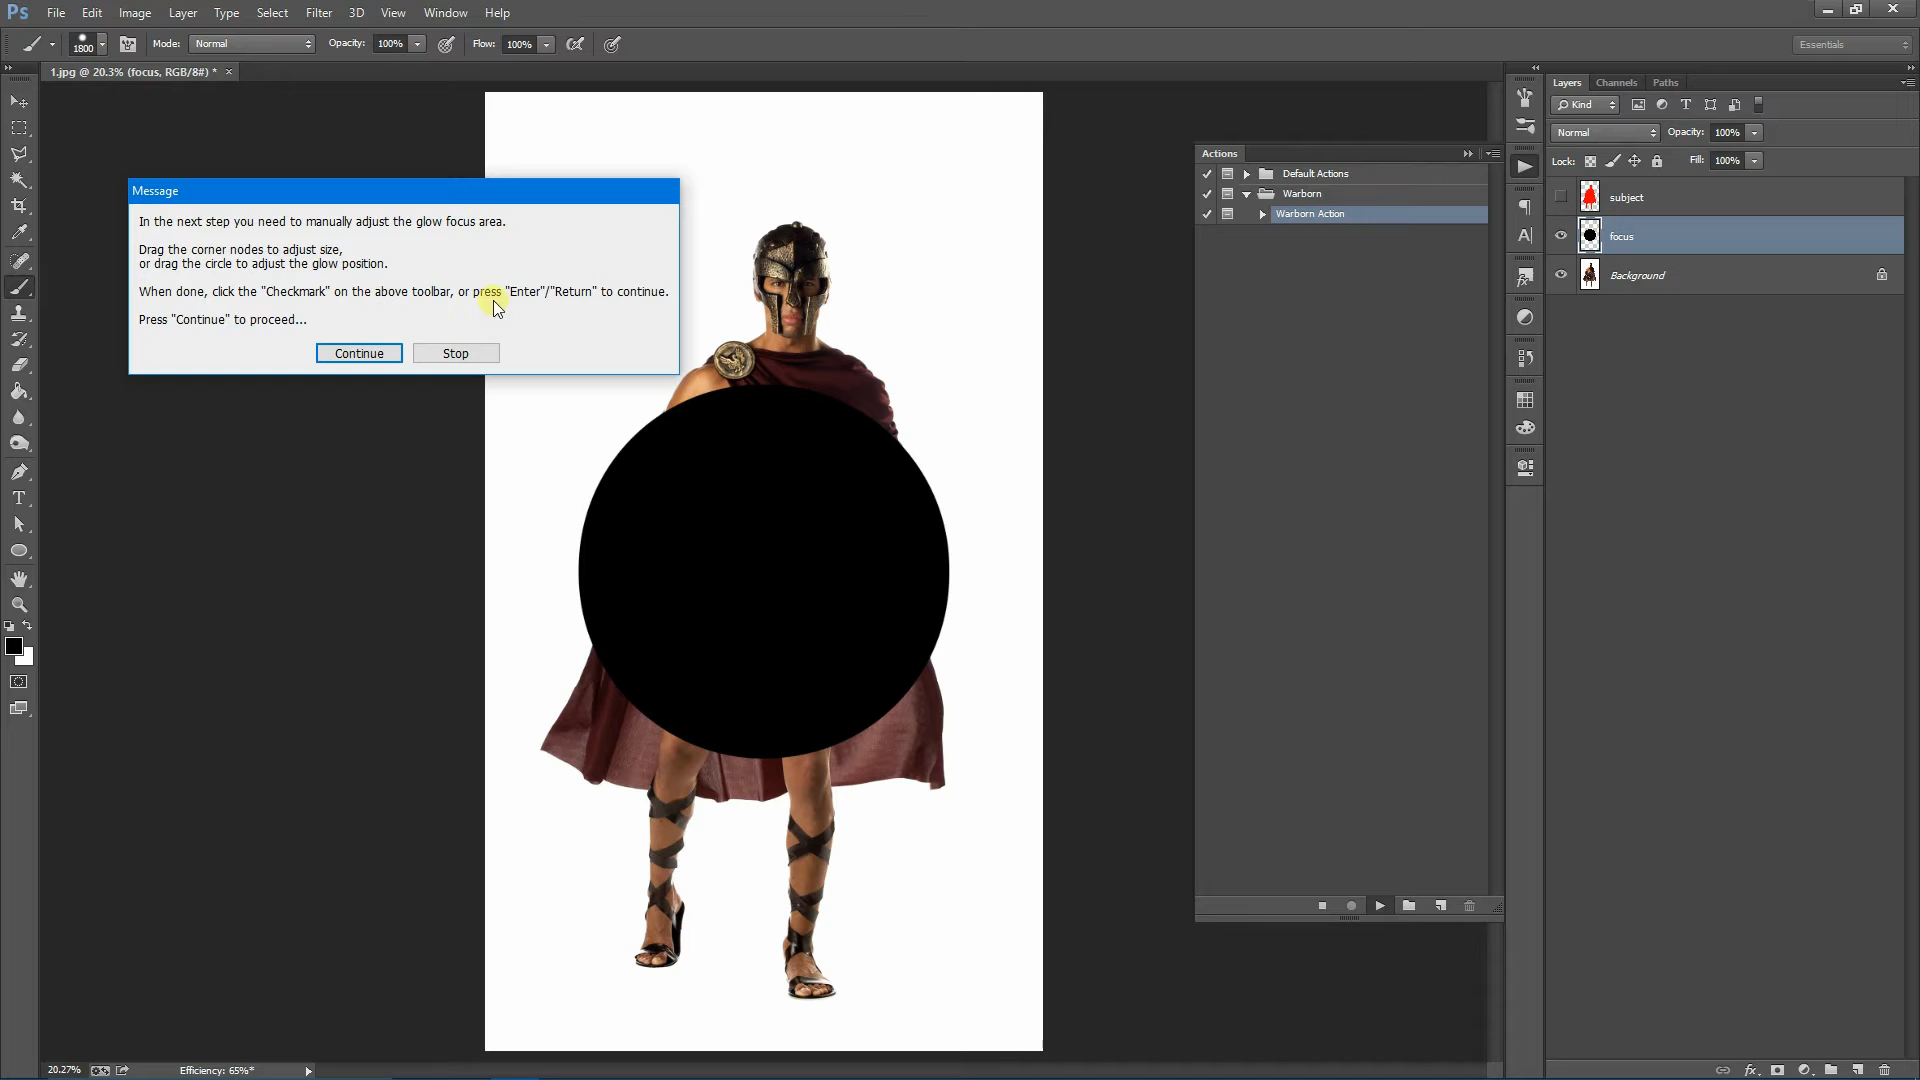 Ps File Edit Image Layer Type Select Filter 3D View Window Help
1800 Mode: Normal Opacity: 100% Flow: 100% Essentials
1.jpg @ 20.3% (focus, RGB/8#) * ×
Layers Channels Paths
Kind
Normal Opacity: 100%
Lock: Fill: 100%
subject
focus
Background
Actions
Default Actions
Warborn
Warborn Action
Message
In the next step you need to manually adjust the glow focus area.
Drag the corner nodes to adjust size,
or drag the circle to adjust the glow position.
When done, click the "Checkmark" on the above toolbar, or press "Enter"/"Return" to continue.
Press "Continue" to proceed...
Continue Stop
20.27% Efficiency: 65%*